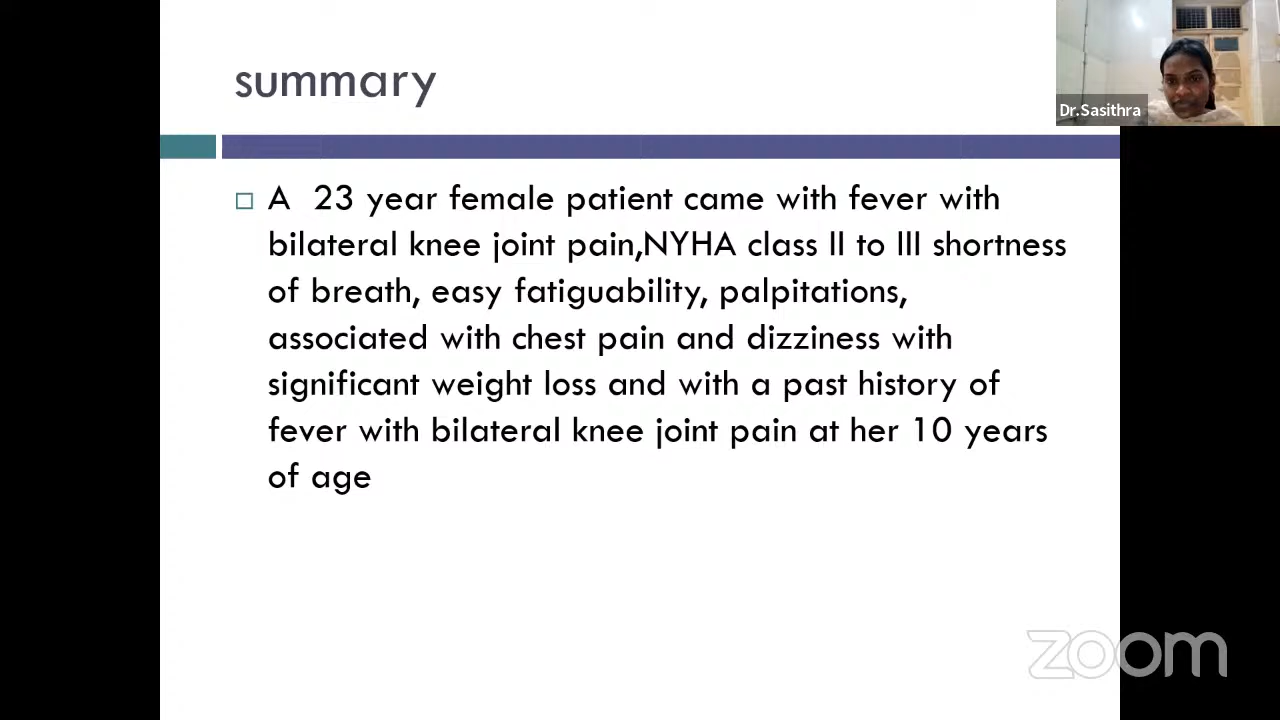 summary
Dr.Sasithra
A 23 year female patient came with fever with
bilateral knee joint pain,NYHA class II to III shortness
of breath, easy fatiguability, palpitations,
associated with chest pain and dizziness with
significant weight loss and with a past history of
fever with bilateral knee joint pain at her 10 years
of age
zoom